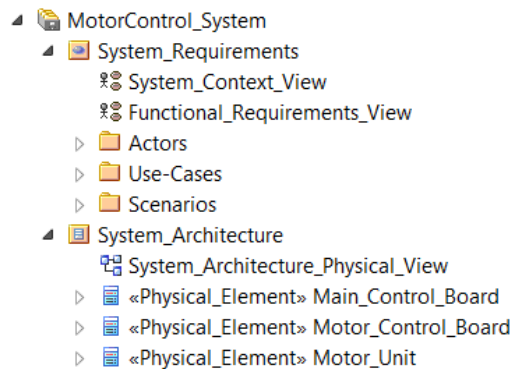 MotorControl_System
System_Requirements
System_Context_View
Functional_Requirements_View
Actors
Use-Cases
Scenarios
System_Architecture
System_Architecture_Physical_View
«Physical_Element» Main_Control_Board
«Physical_Element» Motor_Control_Board
«Physical_Element» Motor_Unit